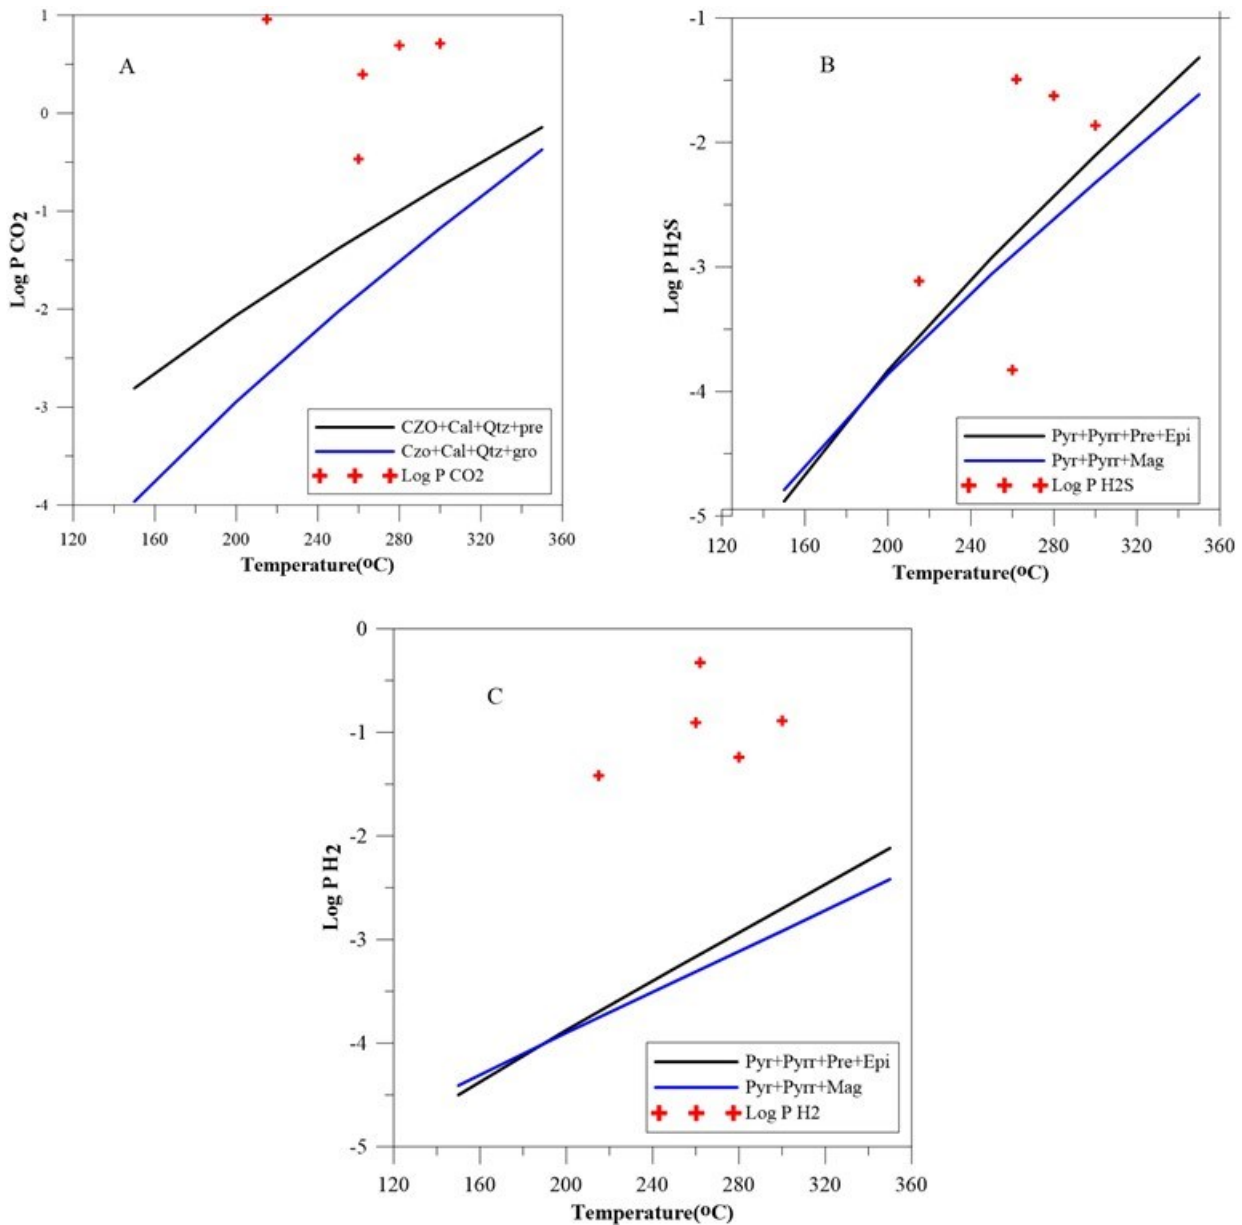 A
Log P CO2
1
0
-1
-2
-3
-4
CZO+Cal+Qtz+pre
Czo+Cal+Qtz+gro
Log P CO2
120 160 200 240 280 320 360
Temperature(oC)
B
Log P H2S
-1
-2
-3
-4
-5
Pyr+Pyrr+Pre+Epi
Pyr+Pyrr+Mag
Log P H2S
120 160 200 240 280 320 360
Temperature(oC)
C
Log P H2
0
-1
-2
-3
-4
-5
Pyr+Pyrr+Pre+Epi
Pyr+Pyrr+Mag
Log P H2
120 160 200 240 280 320 360
Temperature(oC)